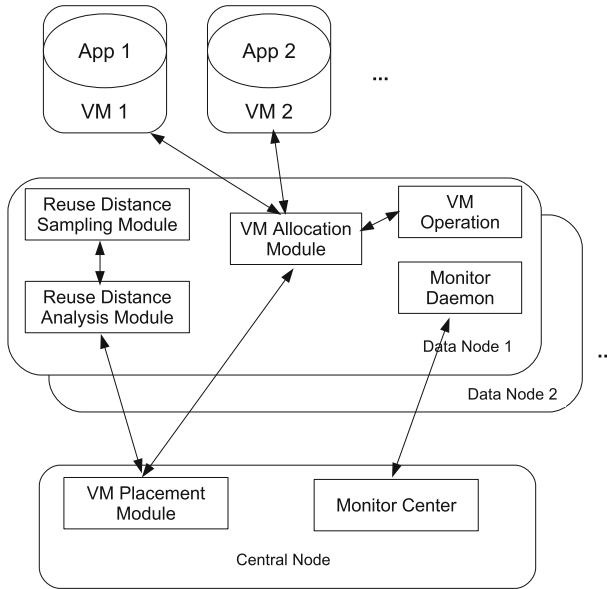 App 1
App 2
...
VM 1
VM 2
Reuse Distance
Sampling Module
VM Allocation
Module
VM
Operation
Reuse Distance
Analysis Module
Monitor
Daemon
Data Node 1
..
Data Node 2
VM Placement
Module
Monitor Center
Central Node